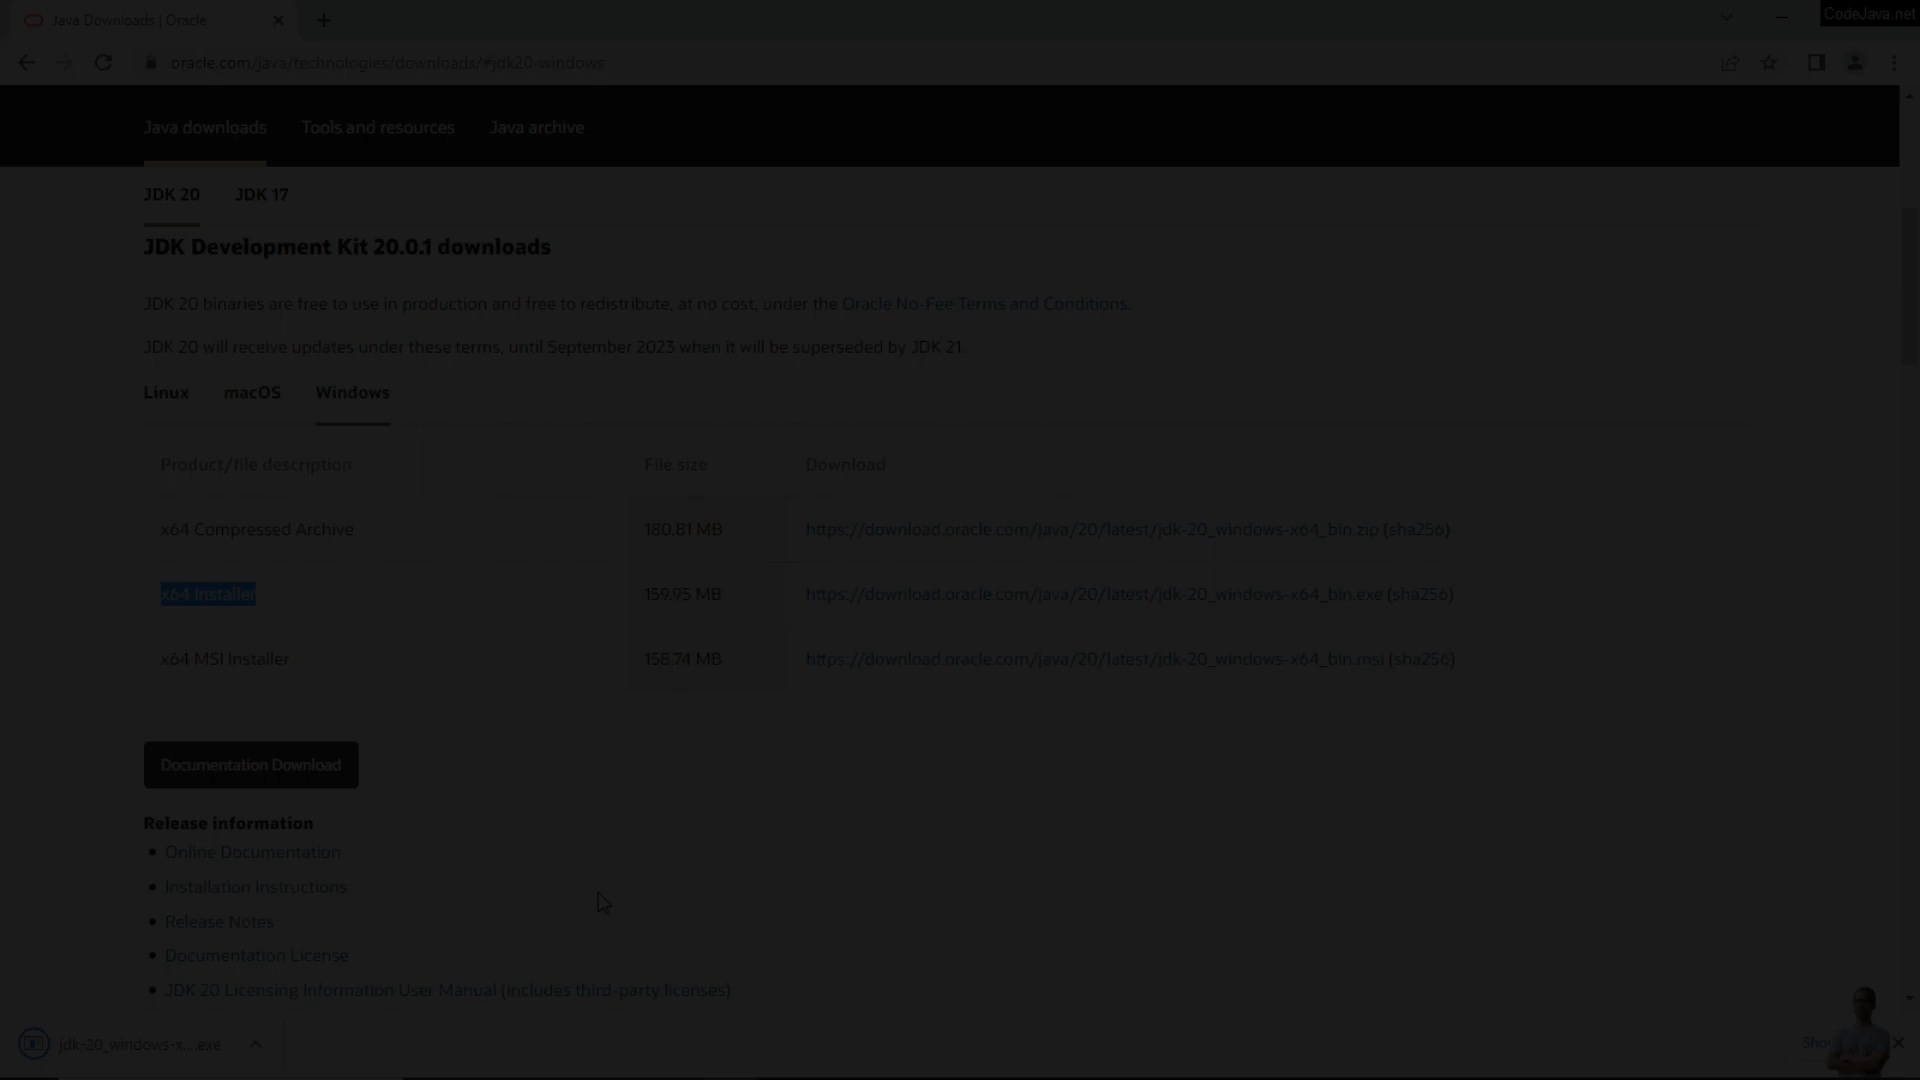 Java Downloads | Oracle
CodeJava.net
oracle.com/java/technologies/downloads/#jdk20-windows
Java downloads Tools and resources Java archive
JDK 20 JDK 17
JDK Development Kit 20.0.1 downloads
JDK 20 binaries are free to use in production and free to redistribute, at no cost, under the Oracle No-Fee Terms and Conditions.
JDK 20 will receive updates under these terms, until September 2023 when it will be superseded by JDK 21.
Linux macOS Windows
Product/file description File size Download
x64 Compressed Archive 180.81 MB https://download.oracle.com/java/20/latest/jdk-20_windows-x64_bin.zip (sha256)
x64 Installer 159.95 MB https://download.oracle.com/java/20/latest/jdk-20_windows-x64_bin.exe (sha256)
x64 MSI Installer 158.74 MB https://download.oracle.com/java/20/latest/jdk-20_windows-x64_bin.msi (sha256)
Documentation Download
Release information
• Online Documentation
• Installation Instructions
• Release Notes
• Documentation License
• JDK 20 Licensing Information User Manual (includes third-party licenses)
jdk-20_windows-x....exe